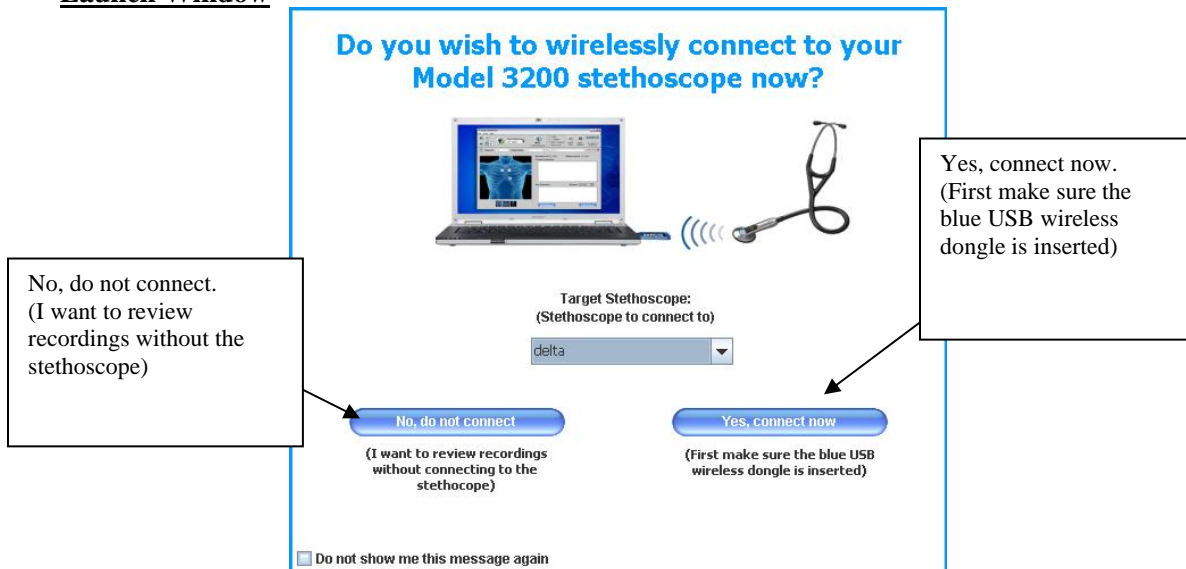 Launch Window
Do you wish to wirelessly connect to your
Model 3200 stethoscope now?
Yes, connect now.
(First make sure the
blue USB wireless
dongle is inserted)
No, do not connect.
(I want to review
recordings without the
stethoscope)
Target Stethoscope:
(Stethoscope to connect to)
delta
No, do not connect
(I want to review recordings
without connecting to the
stethocope)
Yes, connect now
(First make sure the blue USB
wireless dongle is inserted)
Do not show me this message again